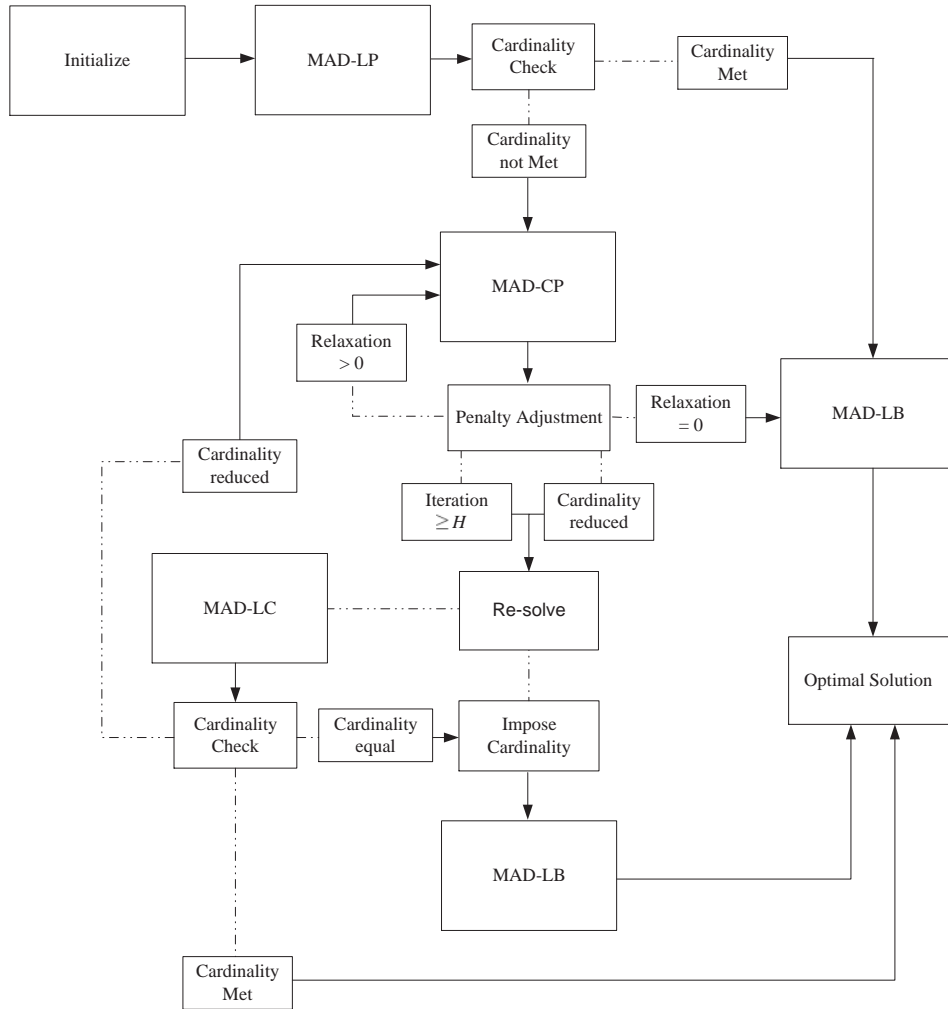 Initialize
MAD-LP
Cardinality
Check
Cardinality
Met
Cardinality
not Met
MAD-CP
Relaxation
> 0
Penalty Adjustment
Relaxation
= 0
MAD-LB
Cardinality
reduced
Iteration
≥ H
Cardinality
reduced
MAD-LC
Re-solve
Optimal Solution
Cardinality
Check
Cardinality
equal
Impose
Cardinality
MAD-LB
Cardinality
Met